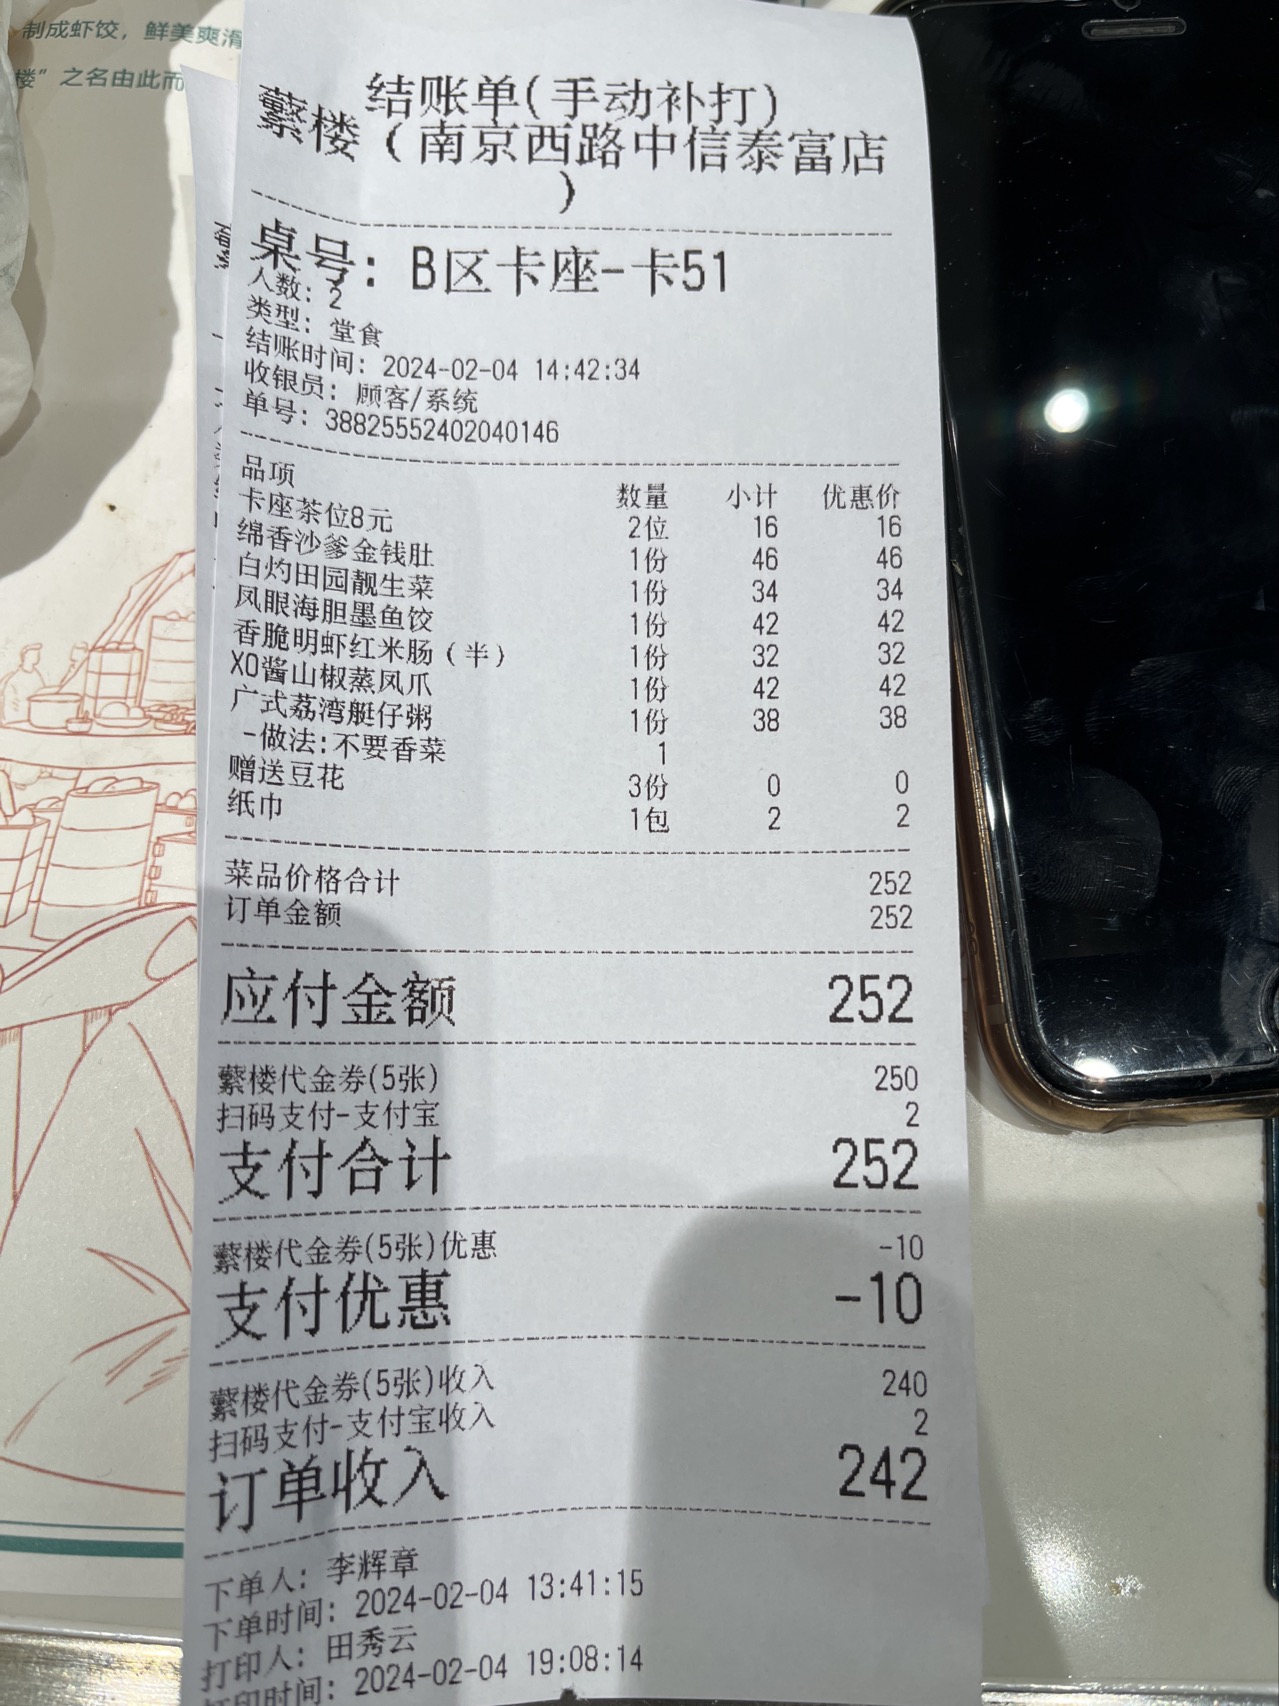 制成虾饺，鲜美爽滑
楼”之名由此而
结账单(手动补打)
蘩楼（南京西路中信泰富店
）
桌号：B区卡座-卡51
人数：2
类型：堂食
结账时间：2024-02-04 14:42:34
收银员：顾客/系统
单号：38825552402040146
品项 数量 小计 优惠价
卡座茶位8元 2位 16 16
绵香沙爹金钱肚 1份 46 46
白灼田园靓生菜 1份 34 34
凤眼海胆墨鱼饺 1份 42 42
香脆明虾红米肠（半） 1份 32 32
XO酱山椒蒸凤爪 1份 42 42
广式荔湾艇仔粥 1份 38 38
-做法:不要香菜 1
赠送豆花 3份 0 0
纸巾 1包 2 2
菜品价格合计 252
订单金额 252
应付金额 252
蘩楼代金券(5张) 250
扫码支付-支付宝 2
支付合计 252
蘩楼代金券(5张)优惠 -10
支付优惠 -10
蘩楼代金券(5张)收入 240
扫码支付-支付宝收入 2
订单收入 242
下单人：李辉章
下单时间：2024-02-04 13:41:15
打印人：田秀云
打印时间：2024-02-04 19:08:14